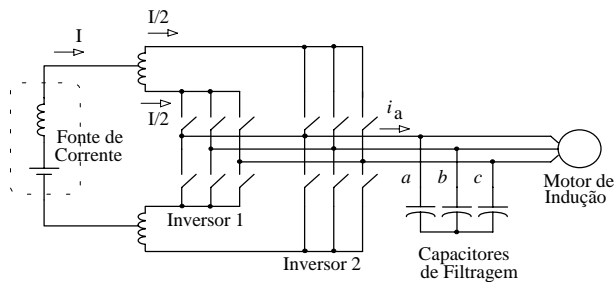 I/2
I
I/2
i a
Fonte de
Corrente
a
b
c
Motor de
Indução
Inversor 1
Inversor 2
Capacitores
de Filtragem